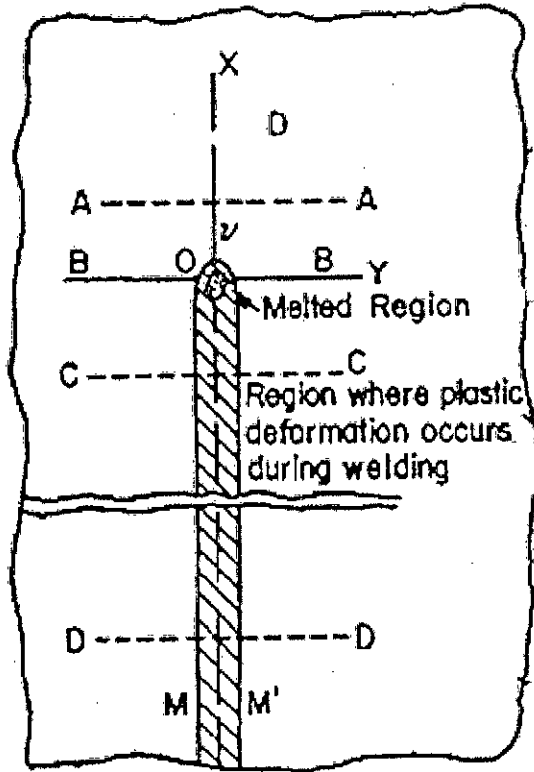 X
D
A A
ν
B O B Y
Melted Region
C C
Region where plastic
deformation occurs
during welding
D D
M M'